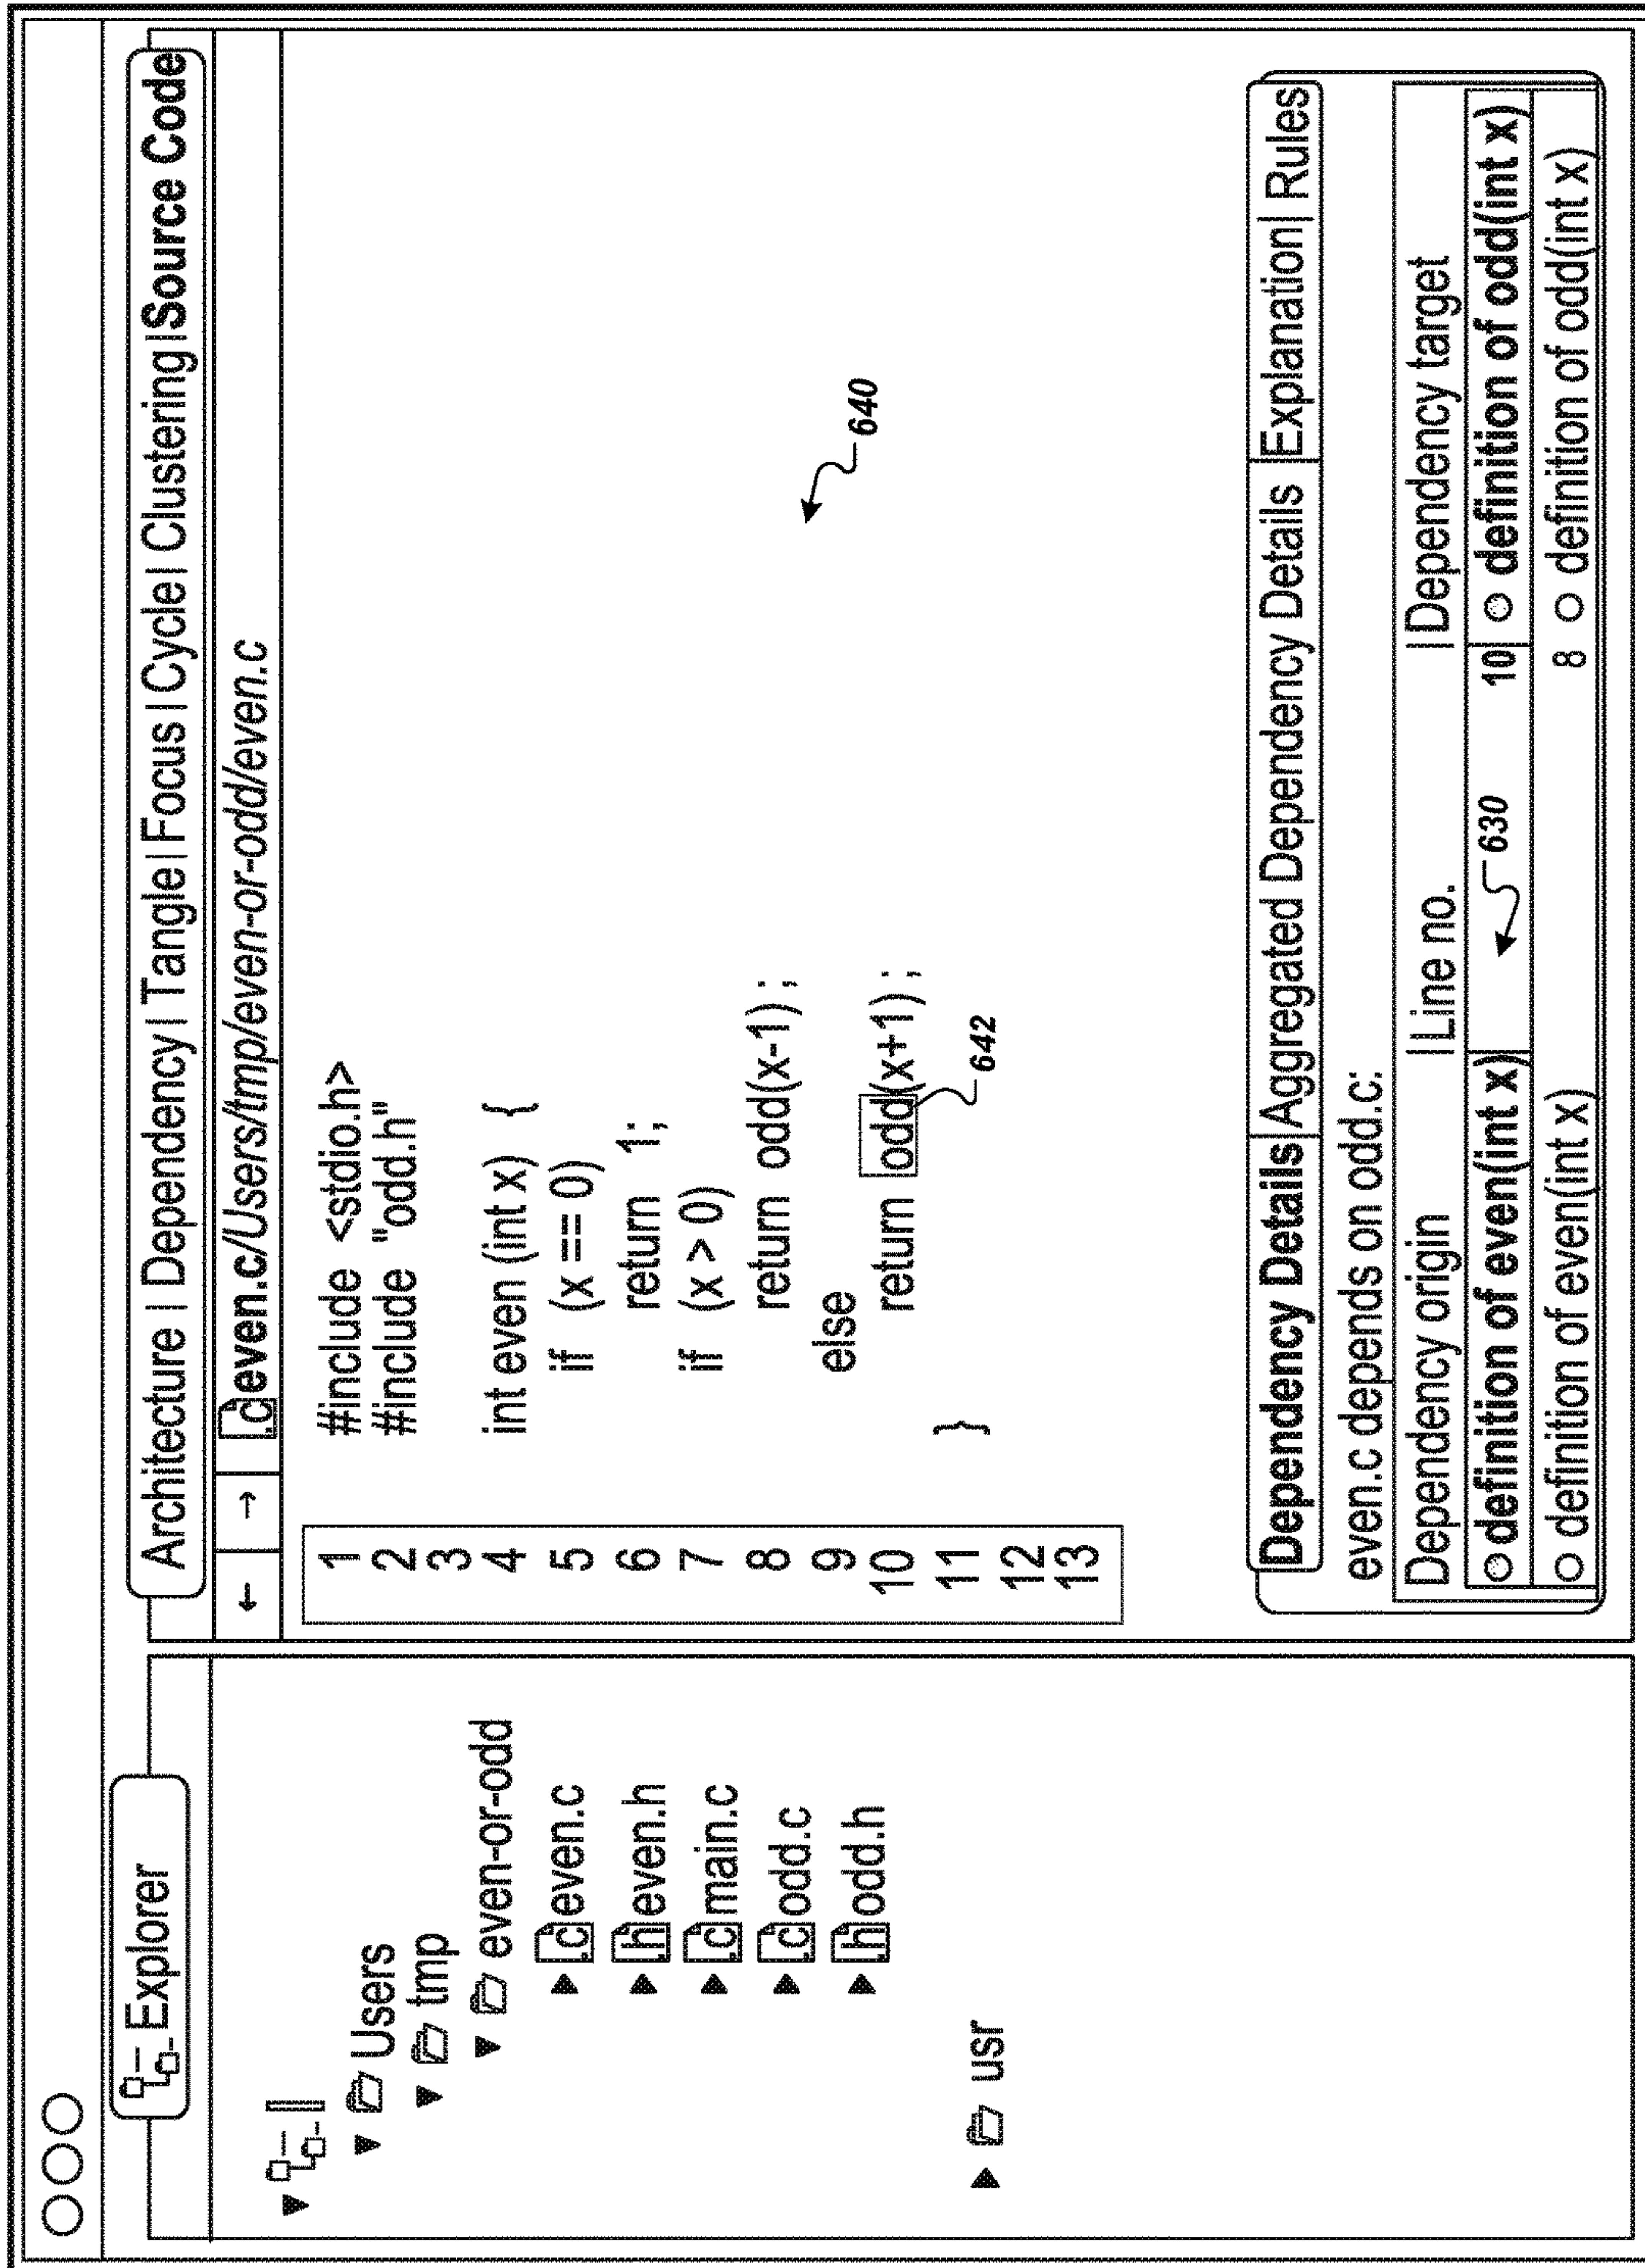 Explorer
Users
tmp
even-or-odd
.c even.c
.h even.h
.c main.c
.c odd.c
.h odd.h
usr
Architecture | Dependency | Tangle | Focus | Cycle | Clustering | Source Code
← → .c even.c/Users/tmp/even-or-odd/even.c
1 #include <stdio.h>
2 #include "odd.h"
3
4 int even (int x) {
5 if (x == 0)
6 return 1;
7 if (x > 0)
8 return odd(x-1) ;
9 else
10 return odd(x+1) ;
11 }
12
13
642
640
Dependency Details | Aggregated Dependency Details | Explanation | Rules
even.c depends on odd.c:
Dependency origin | Line no. | Dependency target
definition of even(int x) 630 10 definition of odd(int x)
definition of even(int x) 8 definition of odd(int x)